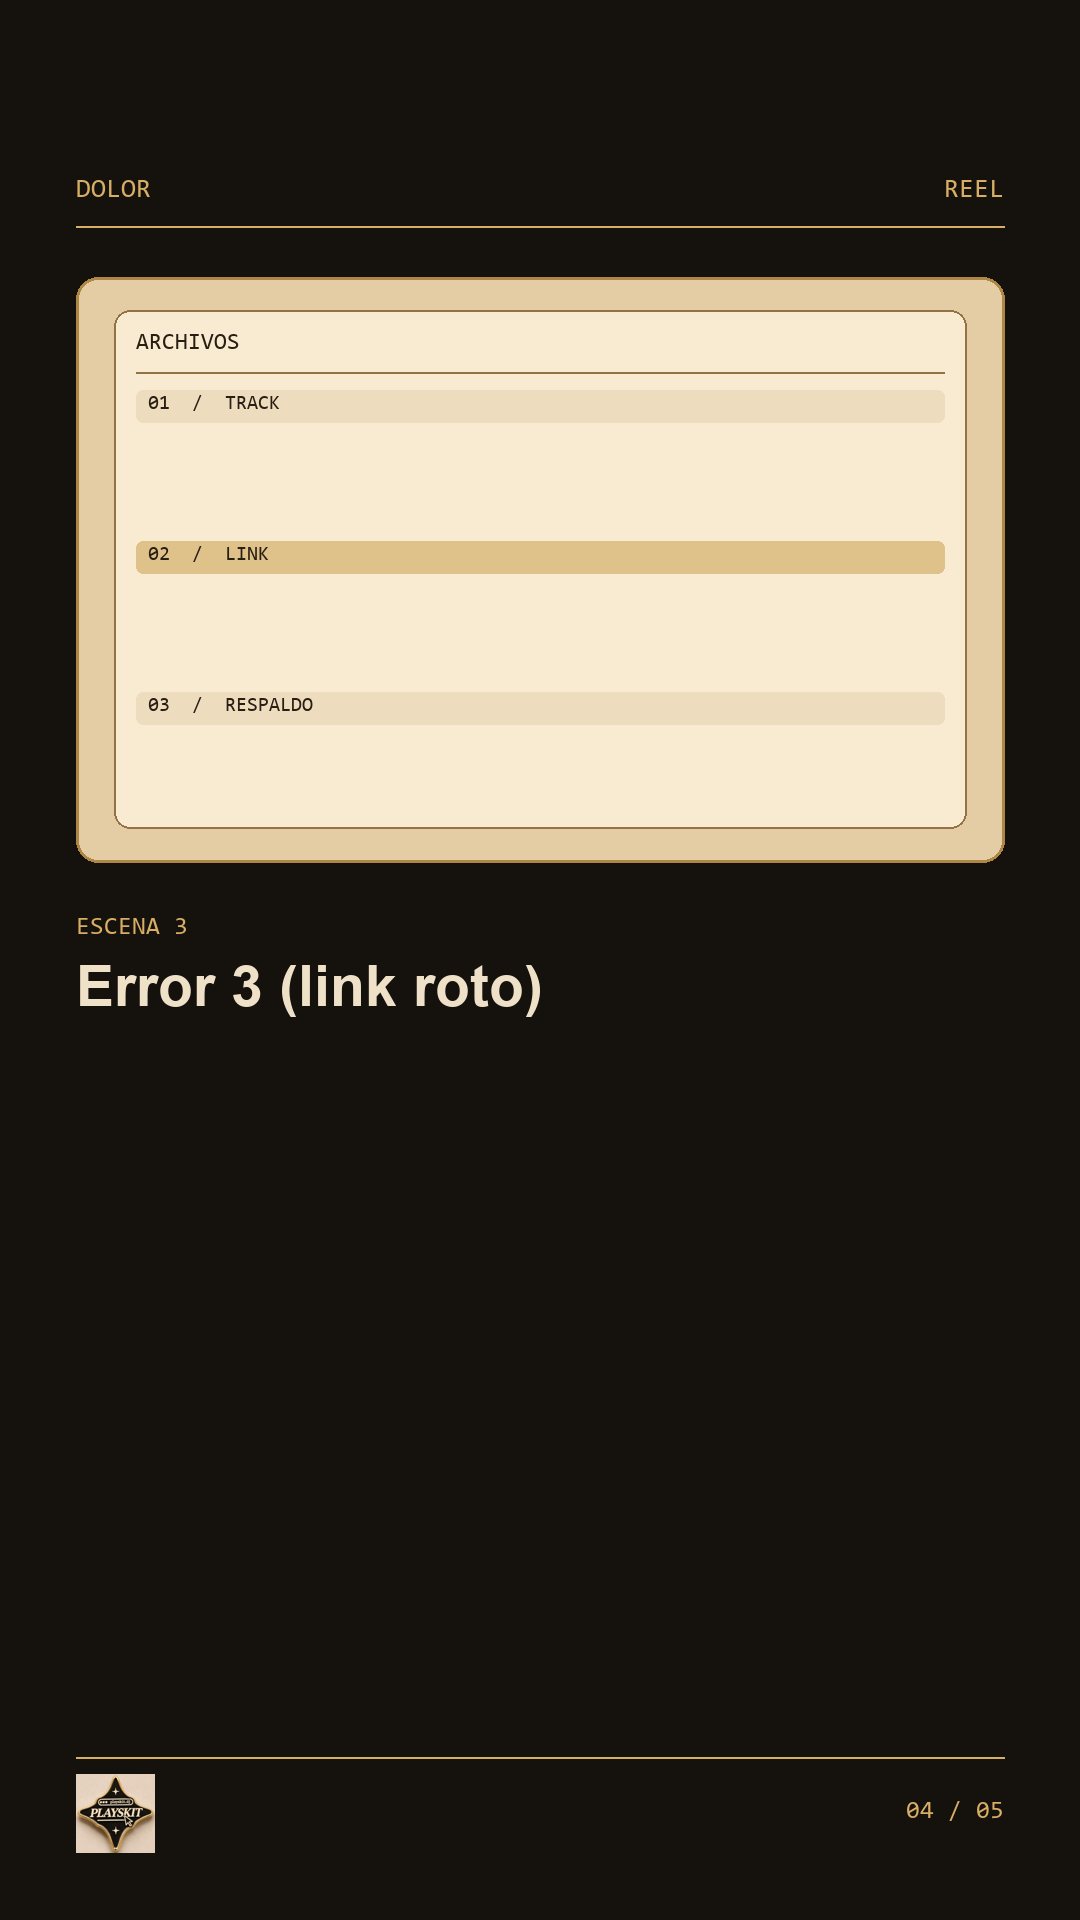 DOLOR REEL
ARCHIVOS
01 / TRACK
02 / LINK
03 / RESPALDO
ESCENA 3
Error 3 (link roto)
PLAYSKIT
04 / 05